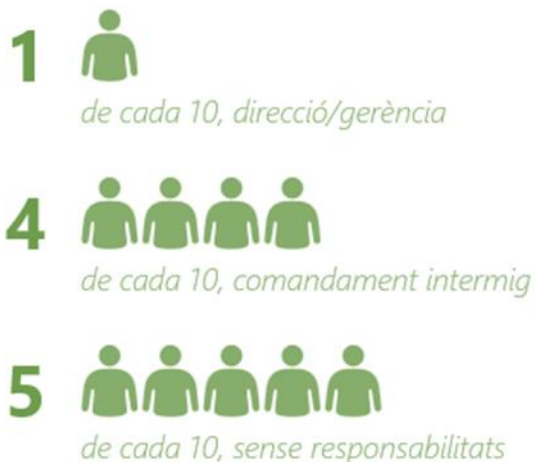 1
de cada 10, direcció/gerència
4
de cada 10, comandament intermig
5
de cada 10, sense responsabilitats